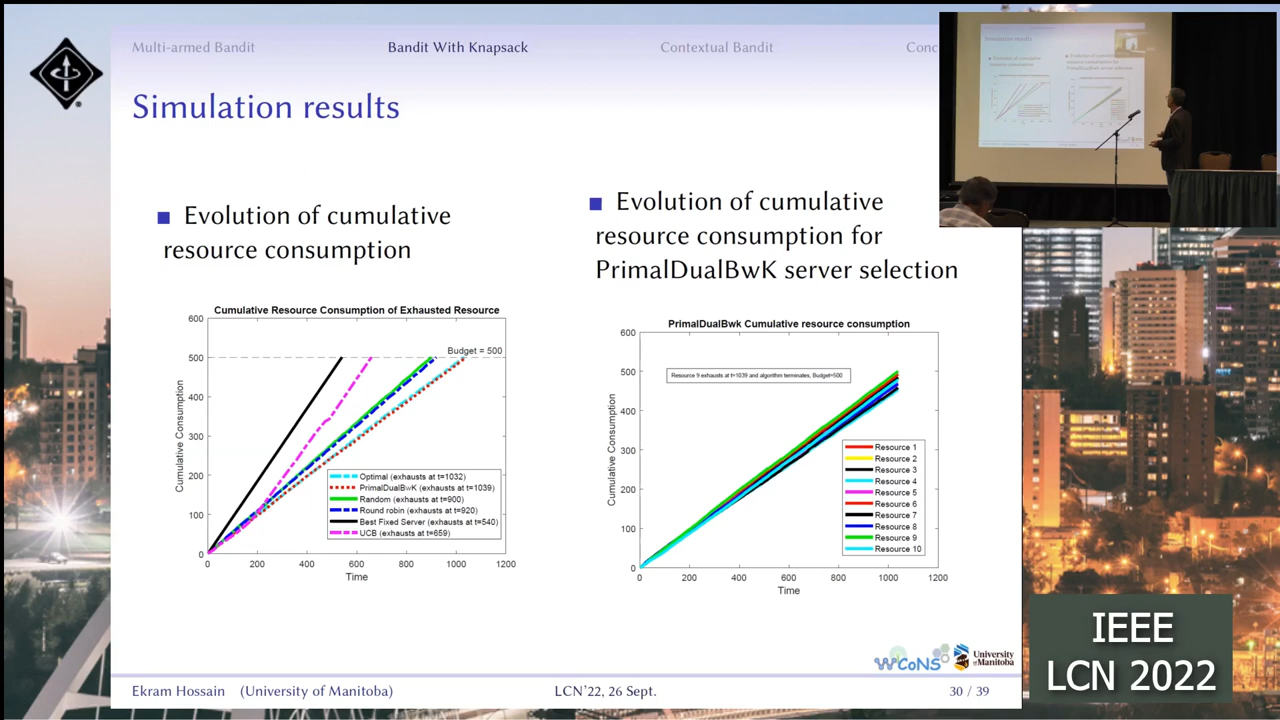 Multi-armed Bandit
Bandit With Knapsack
Contextual Bandit
Conc
Simulation results
Evolution of cumulative
resource consumption
Evolution of cumulative
resource consumption for
PrimalDualBwK server selection
Cumulative Resource Consumption of Exhausted Resource
600
500
400
300
200
100
0
Cumulative Consumption
Budget = 500
Optimal (exhausts at t=1032)
PrimalDualBwK (exhausts at t=1039)
Random (exhausts at t=900)
Round robin (exhausts at t=920)
Best Fixed Server (exhausts at t=540)
UCB (exhausts at t=659)
0 200 400 600 800 1000 1200
Time
PrimalDualBwk Cumulative resource consumption
600
500
400
300
200
100
0
Cumulative Consumption
Resource 9 exhausts at t=1039 and algorithm terminates, Budget=500
Resource 1
Resource 2
Resource 3
Resource 4
Resource 5
Resource 6
Resource 7
Resource 8
Resource 9
Resource 10
0 200 400 600 800 1000 1200
Time
WCoNS
University
of Manitoba
Ekram Hossain (University of Manitoba)
LCN'22, 26 Sept.
30 / 39
IEEE
LCN 2022
Simulation results